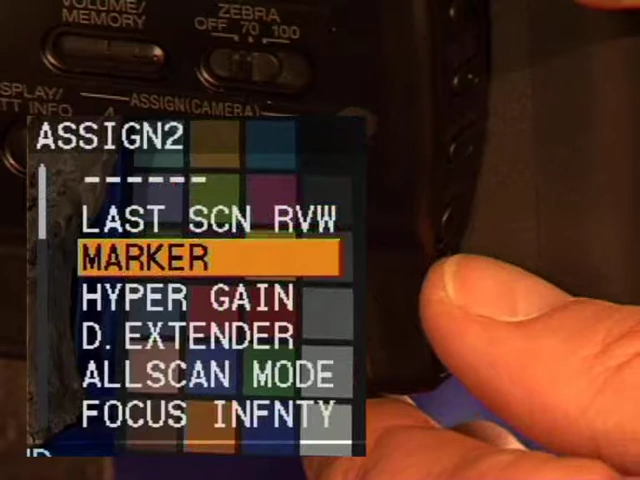 VOLUME/
MEMORY
ZEBRA
OFF 70 100
ASSIGN(CAMERA)
INFO
ASSIGN2
------
LAST SCN RVW
MARKER
HYPER GAIN
D.EXTENDER
ALLSCAN MODE
FOCUS INFNTY